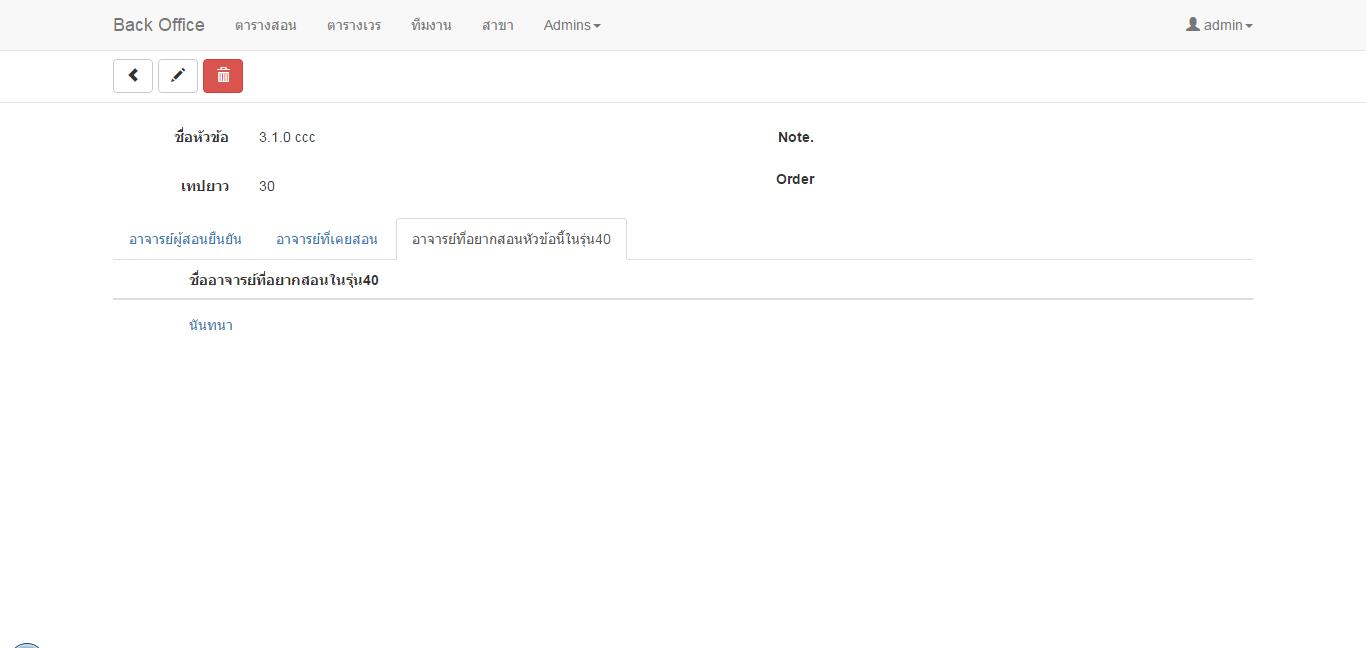 Back Office ตารางสอน ตารางเวร ทีมงาน สาขา Admins admin
ชื่อหัวข้อ 3.1.0 ccc Note.
เทปยาว 30 Order
อาจารย์ผู้สอนยืนยัน อาจารย์ที่เคยสอน อาจารย์ที่อยากสอนหัวข้อนี้ในรุ่น40
ชื่ออาจารย์ที่อยากสอนในรุ่น40
นันทนา